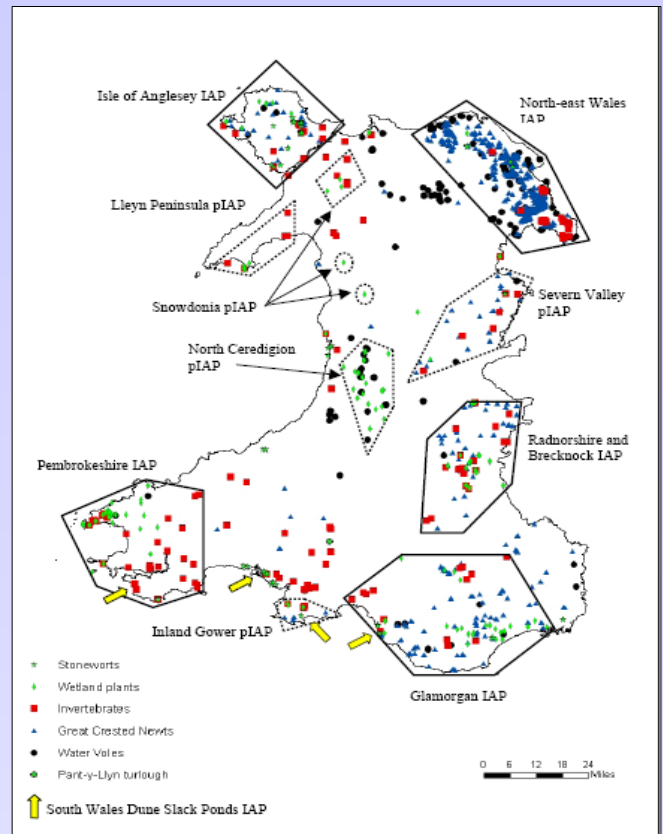 Isle of Anglesey IAP
North-east Wales
IAP
Lleyn Peninsula pIAP
Snowdonia pIAP
Severn Valley
pIAP
North Ceredigion
pIAP
Radnorshire and
Brecknock IAP
Pembrokeshire IAP
Inland Gower pIAP
Glamorgan IAP
Stoneworts
Wetland plants
Invertebrates
Great Crested Newts
Water Voles
Pant-y-Llyn turlough
0 6 12 18 24
Miles
South Wales Dune Slack Ponds IAP